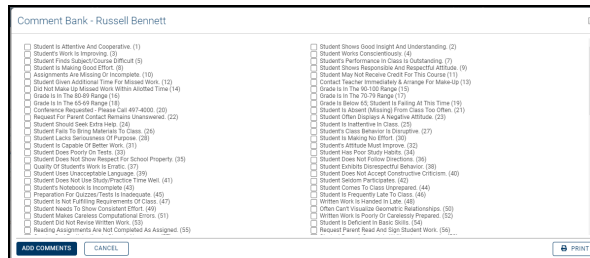 Comment Bank - Russell Bennett
Student Is Attentive And Cooperative. (1)
Student's Work Is Improving. (3)
Student Finds Subject/Course Difficult (5)
Student Is Making Good Effort. (8)
Assignments Are Missing Or Incomplete. (10)
Student Given Additional Time For Missed Work. (12)
Did Not Make Up Missed Work Within Allotted Time (14)
Grade Is In The 80-89 Range (16)
Grade Is In The 65-69 Range (18)
Conference Requested - Please Call 497-4000. (20)
Request For Parent Contact Remains Unanswered. (22)
Student Should Seek Extra Help. (24)
Student Fails To Bring Materials To Class. (26)
Student Lacks Seriousness Of Purpose. (28)
Student Is Capable Of Better Work. (31)
Student Does Poorly On Tests. (33)
Student Does Not Show Respect For School Property. (35)
Quality Of Student's Work Is Erratic. (37)
Student Uses Unacceptable Language. (39)
Student Does Not Use Study/Practice Time Well. (41)
Student's Notebook Is Incomplete (43)
Preparation For Quizzes/Tests Is Inadequate. (45)
Student Is Not Fulfilling Requirements Of Class. (47)
Student Needs To Show Consistent Effort. (49)
Student Makes Careless Computational Errors. (51)
Student Did Not Revise Written Work. (53)
Reading Assignments Are Not Completed As Assigned. (55)
Student Shows Good Insight And Understanding. (2)
Student Works Conscientiously. (4)
Student's Performance In Class Is Outstanding. (7)
Student Shows Responsible And Respectful Attitude. (9)
Student May Not Receive Credit For This Course (11)
Contact Teacher Immediately & Arrange For Make-Up (13)
Grade Is In The 90-100 Range (15)
Grade Is In The 70-79 Range (17)
Grade Is Below 65; Student Is Failing At This Time (19)
Student Is Absent (Missing) From Class Too Often. (21)
Student Often Displays A Negative Attitude. (23)
Student Is Inattentive In Class. (25)
Student's Class Behavior Is Disruptive. (27)
Student Is Making No Effort. (30)
Student's Attitude Must Improve. (32)
Student Has Poor Study Habits. (34)
Student Does Not Follow Directions. (36)
Student Exhibits Disrespectful Behavior. (38)
Student Does Not Accept Constructive Criticism. (40)
Student Seldom Participates. (42)
Student Comes To Class Unprepared. (44)
Student Is Frequently Late To Class. (46)
Written Work Is Handed In Late. (48)
Often Can't Visualize Geometric Relationships. (50)
Written Work Is Poorly Or Carelessly Prepared. (52)
Student Is Deficient In Basic Skills. (54)
Request Parent Read And Sign Student Work. (56)
ADD COMMENTS
CANCEL
PRINT